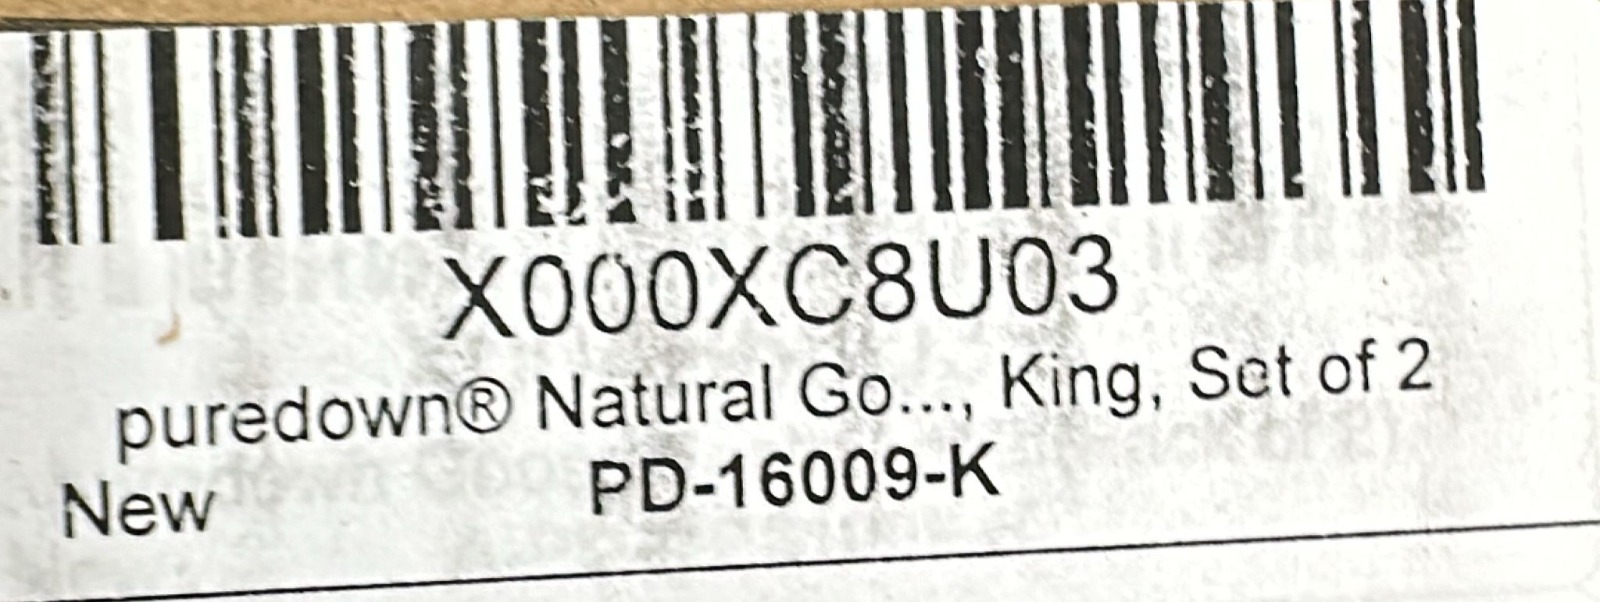 X000XC8U03
puredown® Natural Go..., King, Set of 2
New PD-16009-K